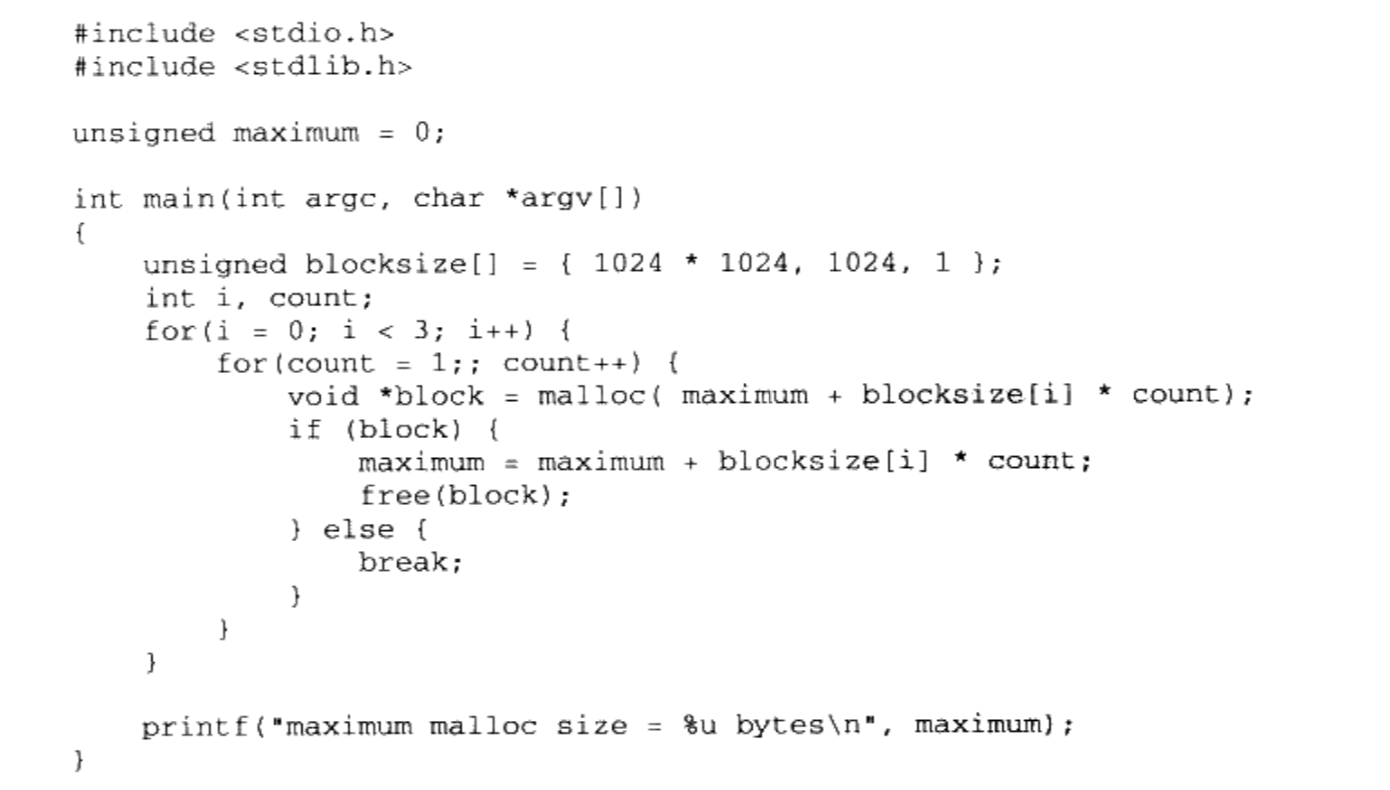 #include <stdio.h>
#include <stdlib.h>

unsigned maximum = 0;

int main(int argc, char *argv[])
{
    unsigned blocksize[] = { 1024 * 1024, 1024, 1 };
    int i, count;
    for(i = 0; i < 3; i++) {
        for(count = 1;; count++) {
            void *block = malloc( maximum + blocksize[i] * count);
            if (block) {
                maximum = maximum + blocksize[i] * count;
                free(block);
            } else {
                break;
            }
        }
    }

    printf("maximum malloc size = %u bytes\n", maximum);
}